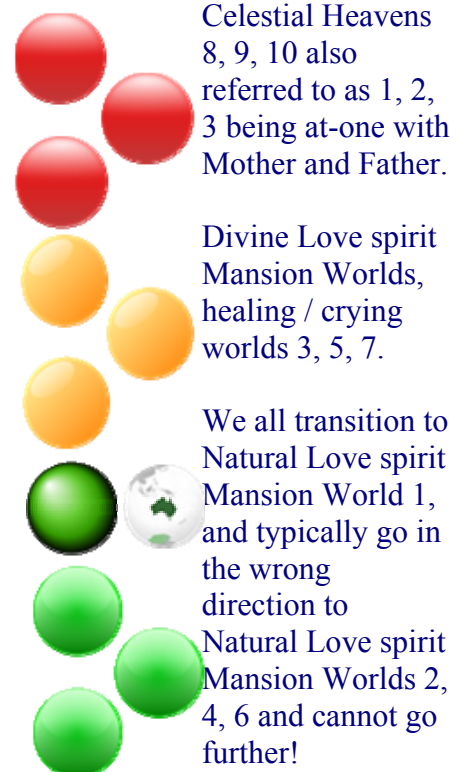 Celestial Heavens
8, 9, 10 also
referred to as 1, 2,
3 being at-one with
Mother and Father.
Divine Love spirit
Mansion Worlds,
healing / crying
worlds 3, 5, 7.
We all transition to
Natural Love spirit
Mansion World 1,
and typically go in
the wrong
direction to
Natural Love spirit
Mansion Worlds 2,
4, 6 and cannot go
further!